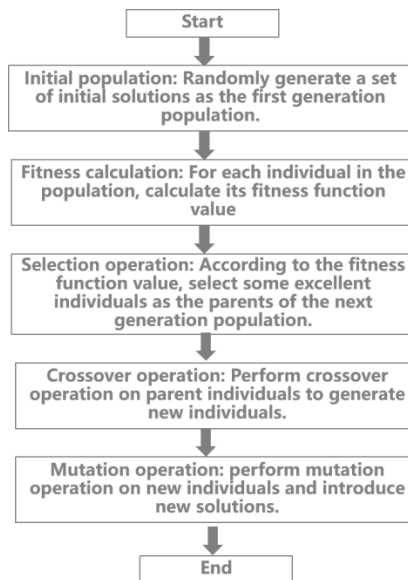 Start
Initial population: Randomly generate a set
of initial solutions as the first generation
population.
Fitness calculation: For each individual in the
population, calculate its fitness function
value
Selection operation: According to the fitness
function value, select some excellent
individuals as the parents of the next
generation population.
Crossover operation: Perform crossover
operation on parent individuals to generate
new individuals.
Mutation operation: perform mutation
operation on new individuals and introduce
new solutions.
End